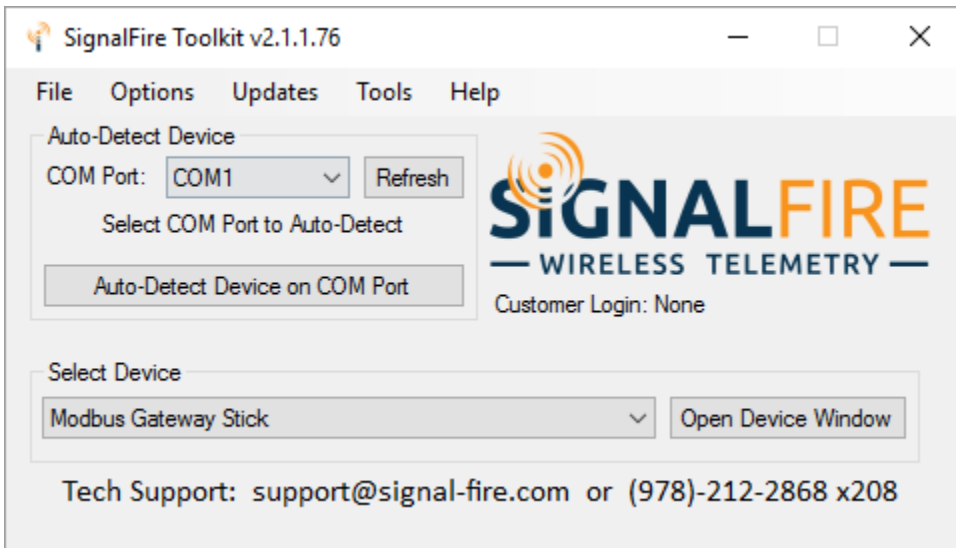 SignalFire Toolkit v2.1.1.76
File Options Updates Tools Help
Auto-Detect Device
COM Port: COM1 Refresh
Select COM Port to Auto-Detect
Auto-Detect Device on COM Port
SIGNALFIRE
WIRELESS TELEMETRY
Customer Login: None
Select Device
Modbus Gateway Stick Open Device Window
Tech Support: support@signal-fire.com or (978)-212-2868 x208